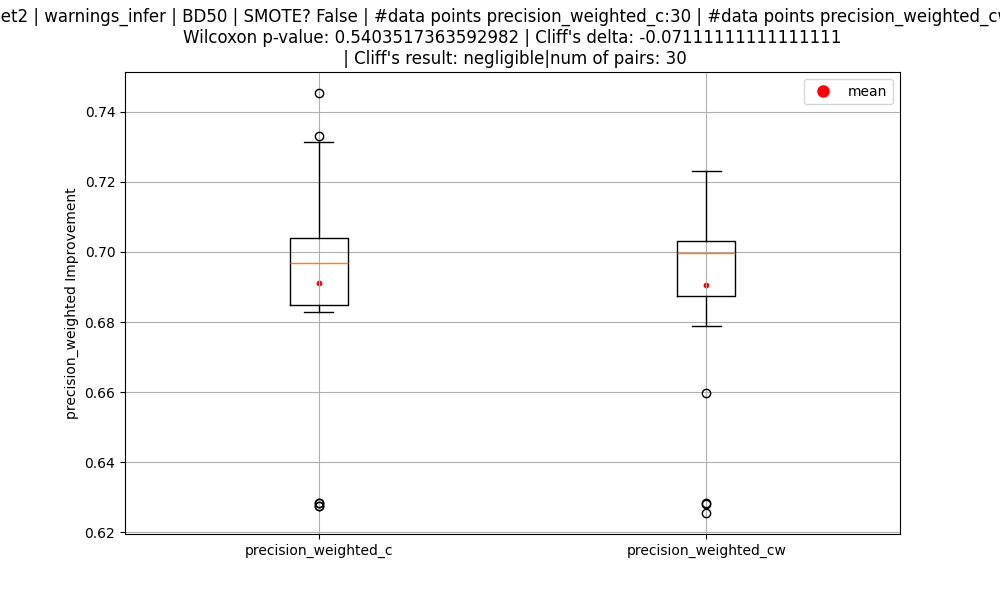 et2 | warnings_infer | BD50 | SMOTE? False | #data points precision_weighted_c:30 | #data points precision_weighted_cw
Wilcoxon p-value: 0.5403517363592982 | Cliff's delta: -0.07111111111111111
| Cliff's result: negligible|num of pairs: 30
mean
0.74
0.72
0.70
0.68
0.66
0.64
0.62
precision_weighted Improvement
precision_weighted_c
precision_weighted_cw